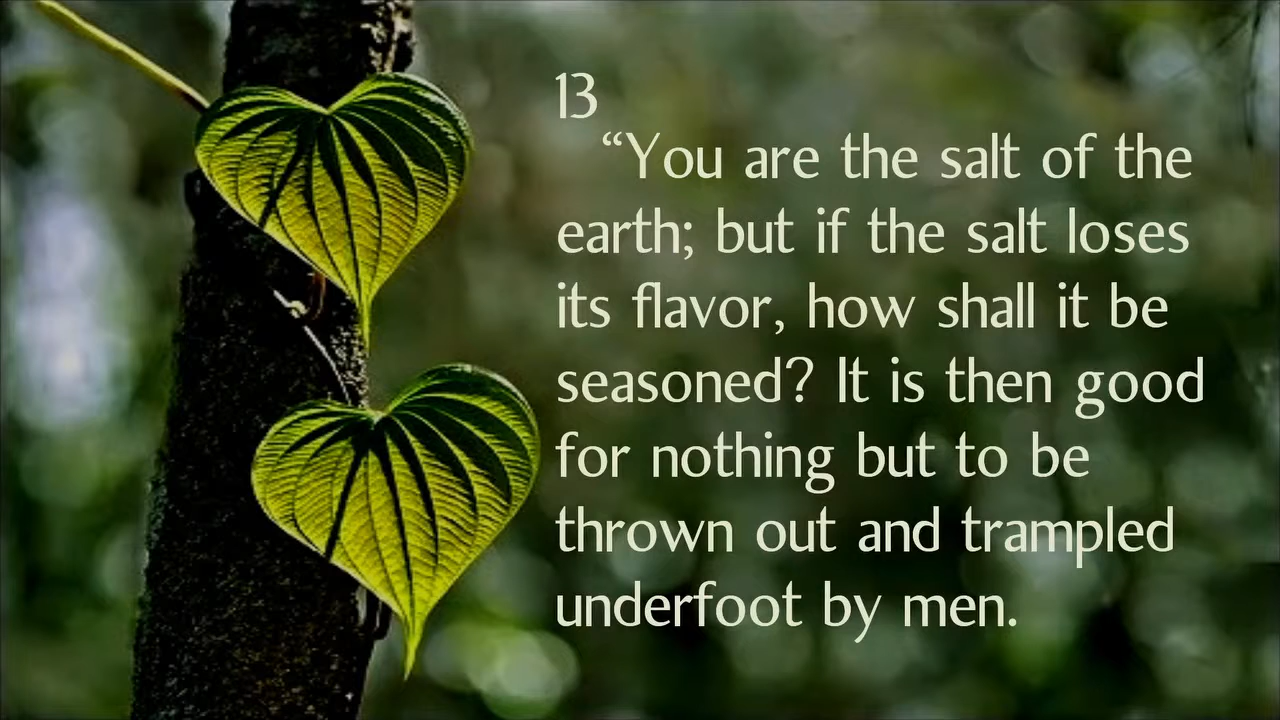 13
“You are the salt of the
earth; but if the salt loses
its flavor, how shall it be
seasoned? It is then good
for nothing but to be
thrown out and trampled
underfoot by men.